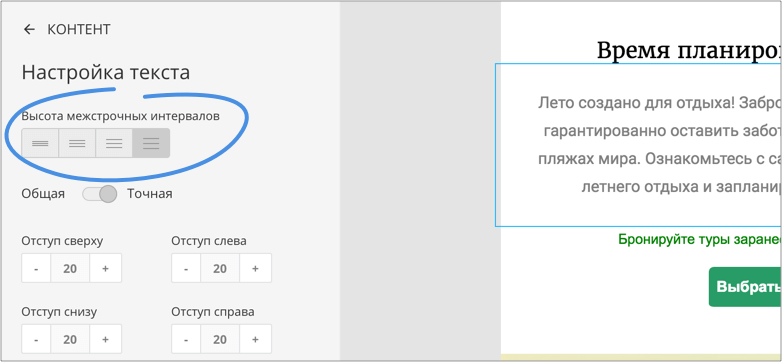 КОНТЕНТ
Настройка текста
Высота межстрочных интервалов
Общая Точная
Отступ сверху Отступ слева
- 20 + - 20 +
Отступ снизу Отступ справа
- 20 + - 20 +
Время планиро
Лето создано для отдыха! Забро
гарантированно оставить забот
пляжах мира. Ознакомьтесь с са
летнего отдыха и заплани
Бронируйте туры заране
Выбрать